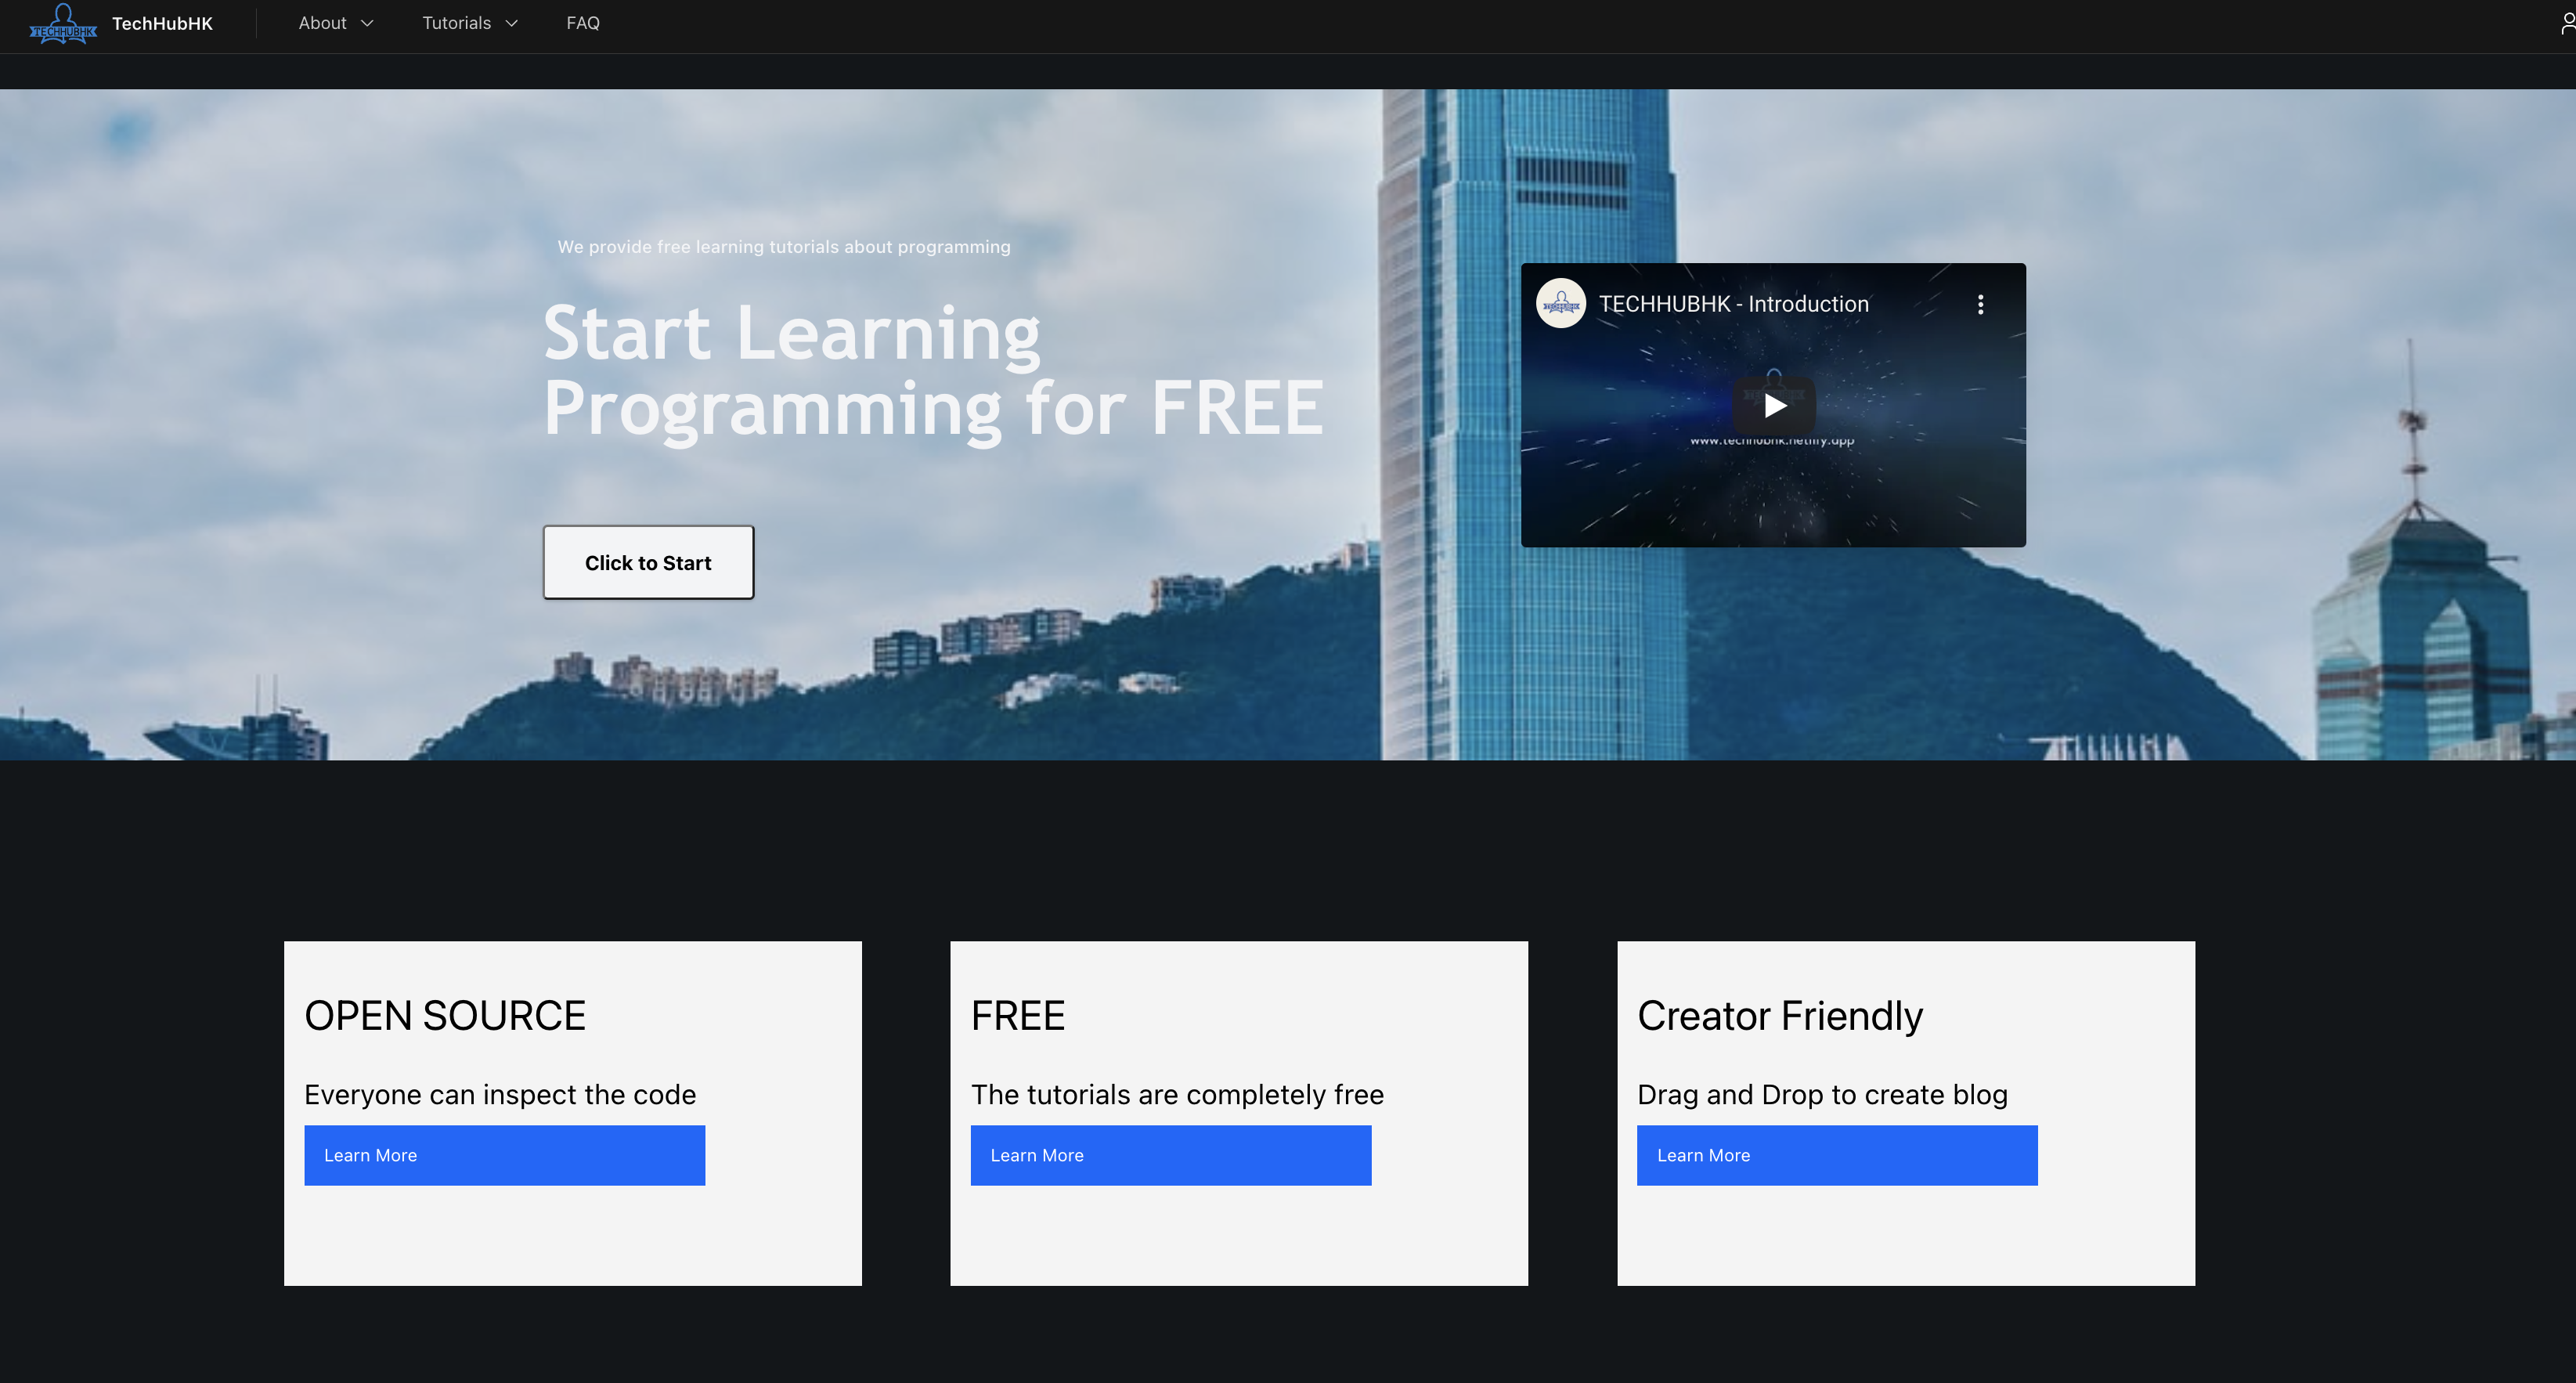 TECHHUBHK
TechHubHK
About
Tutorials
FAQ
We provide free learning tutorials about programming
Start Learning
Programming for FREE
Click to Start
TECHHUBHK
TECHHUBHK - Introduction
www.techhubhk.netlify.app
OPEN SOURCE
Everyone can inspect the code
Learn More
FREE
The tutorials are completely free
Learn More
Creator Friendly
Drag and Drop to create blog
Learn More